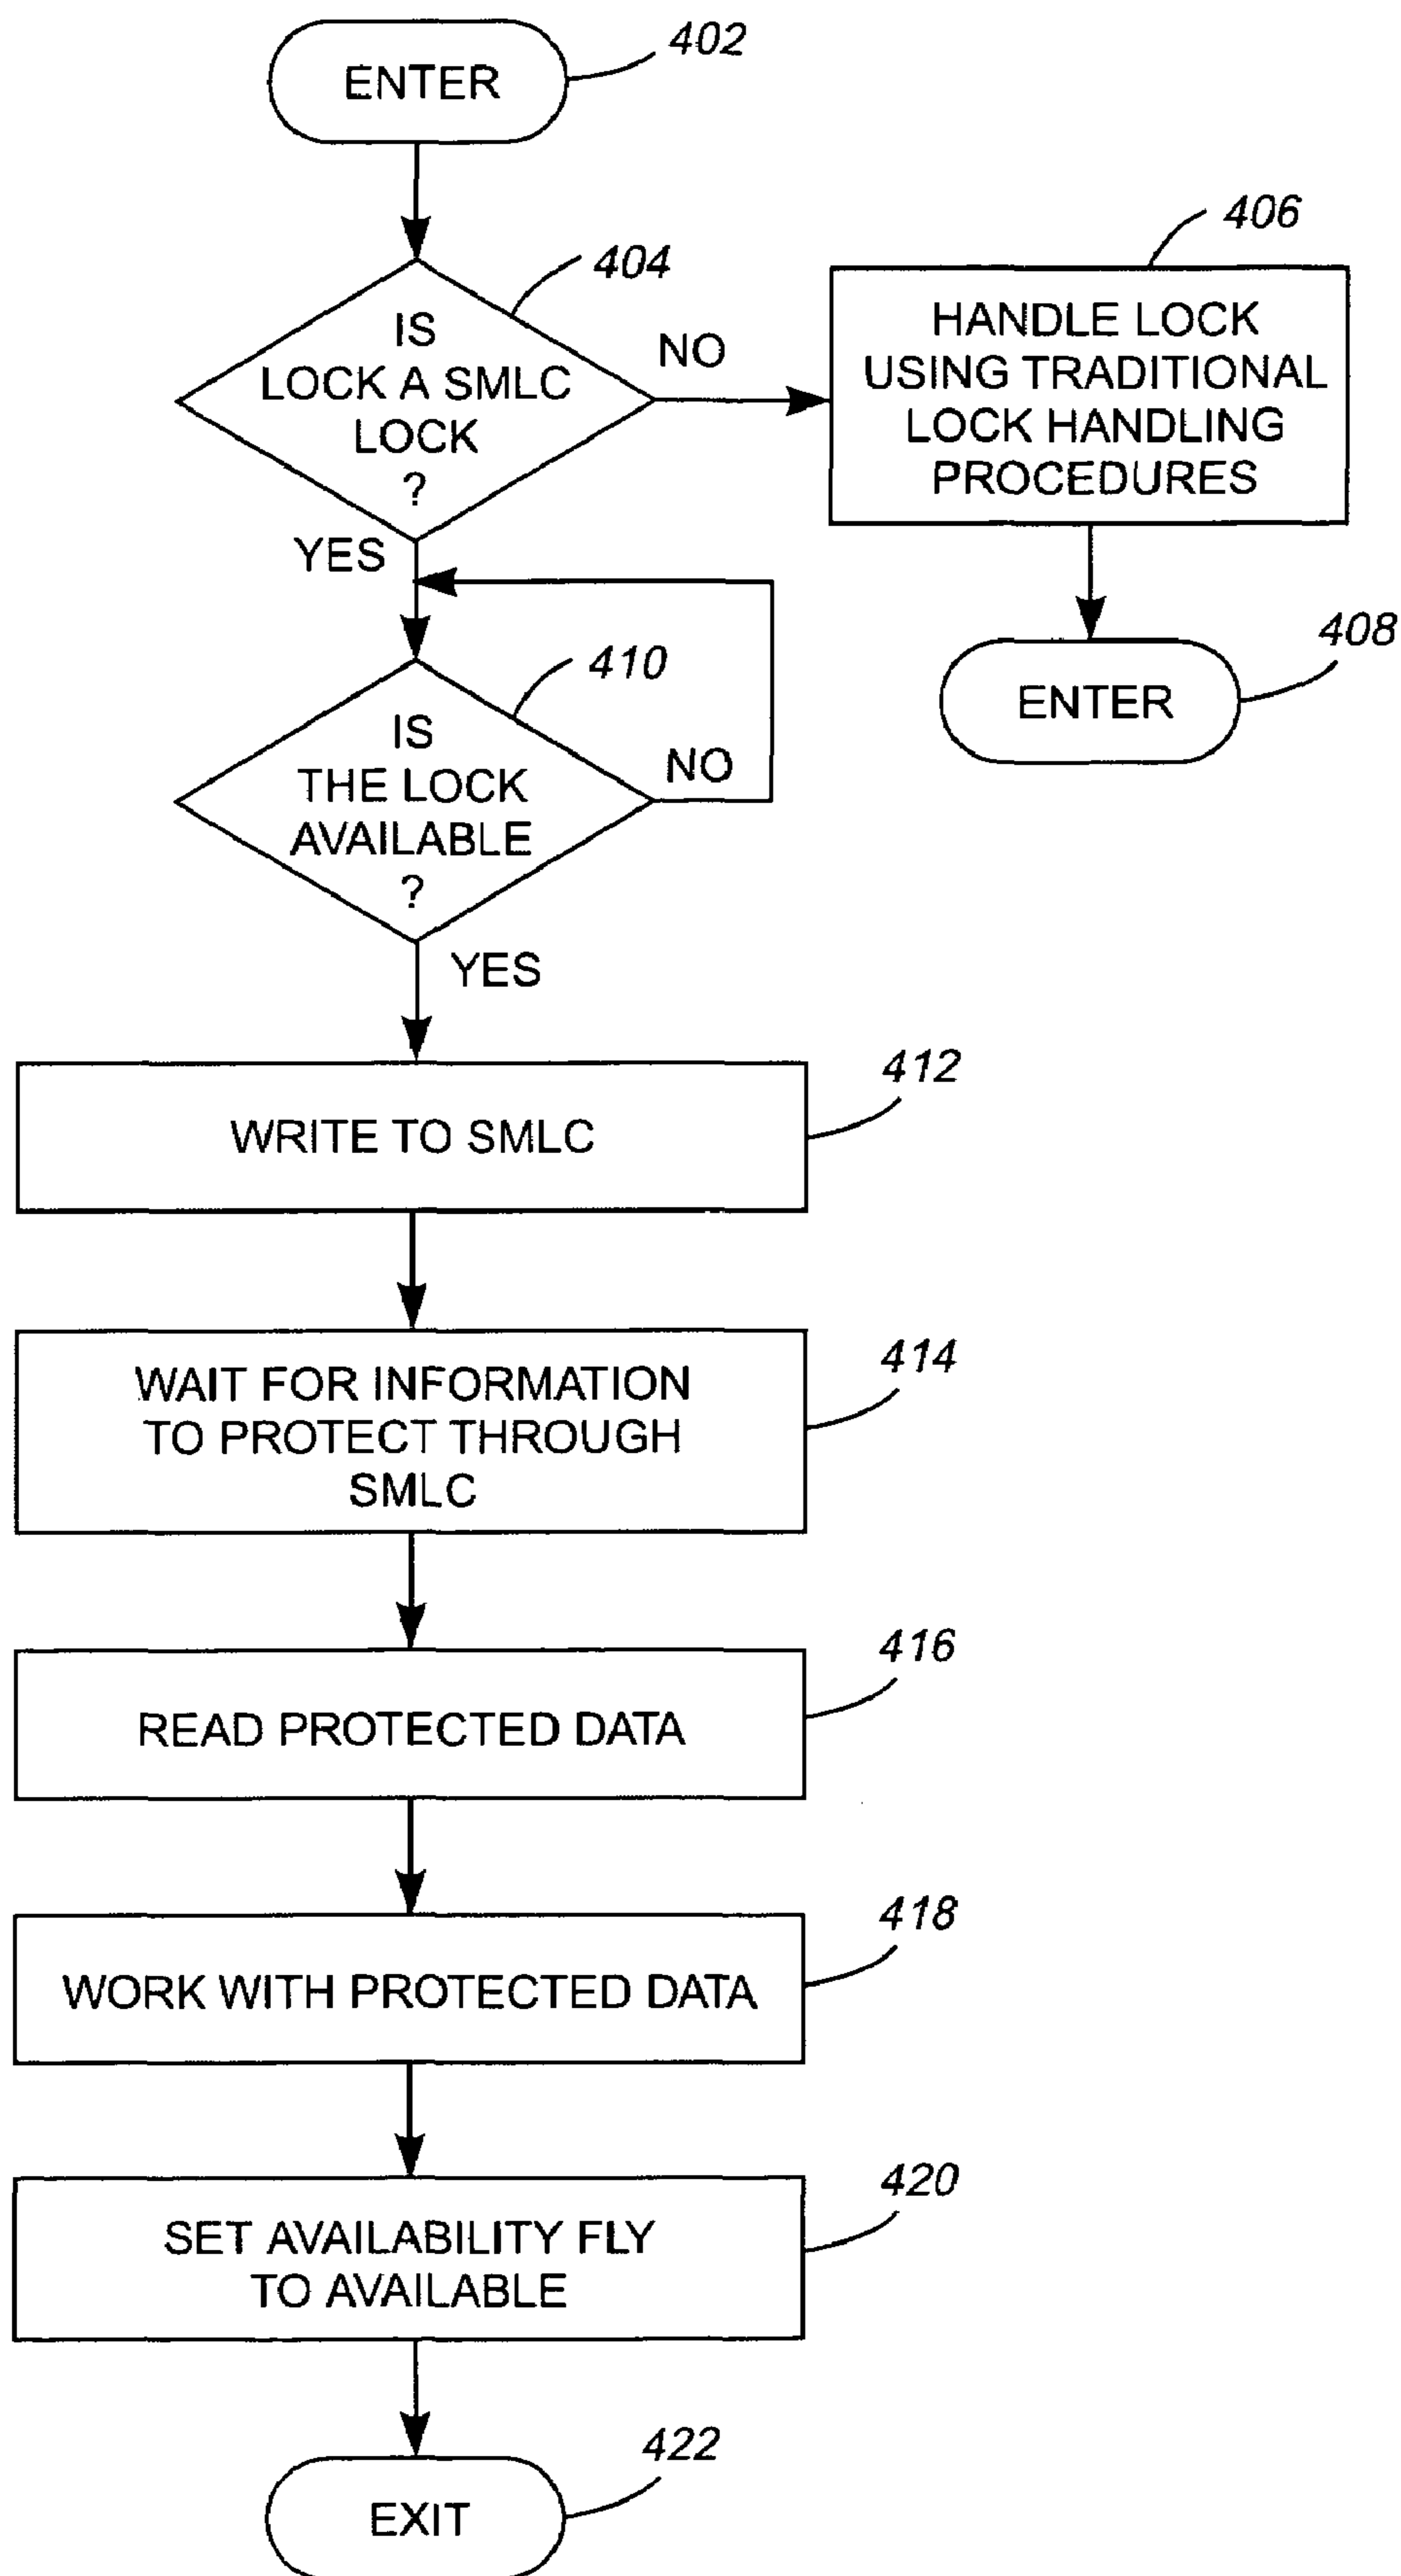 402
ENTER
404
IS
LOCK A SMLC
LOCK
?
NO
406
HANDLE LOCK
USING TRADITIONAL
LOCK HANDLING
PROCEDURES
408
ENTER
YES
410
IS
THE LOCK
AVAILABLE
?
NO
YES
412
WRITE TO SMLC
414
WAIT FOR INFORMATION
TO PROTECT THROUGH
SMLC
416
READ PROTECTED DATA
418
WORK WITH PROTECTED DATA
420
SET AVAILABILITY FLY
TO AVAILABLE
422
EXIT